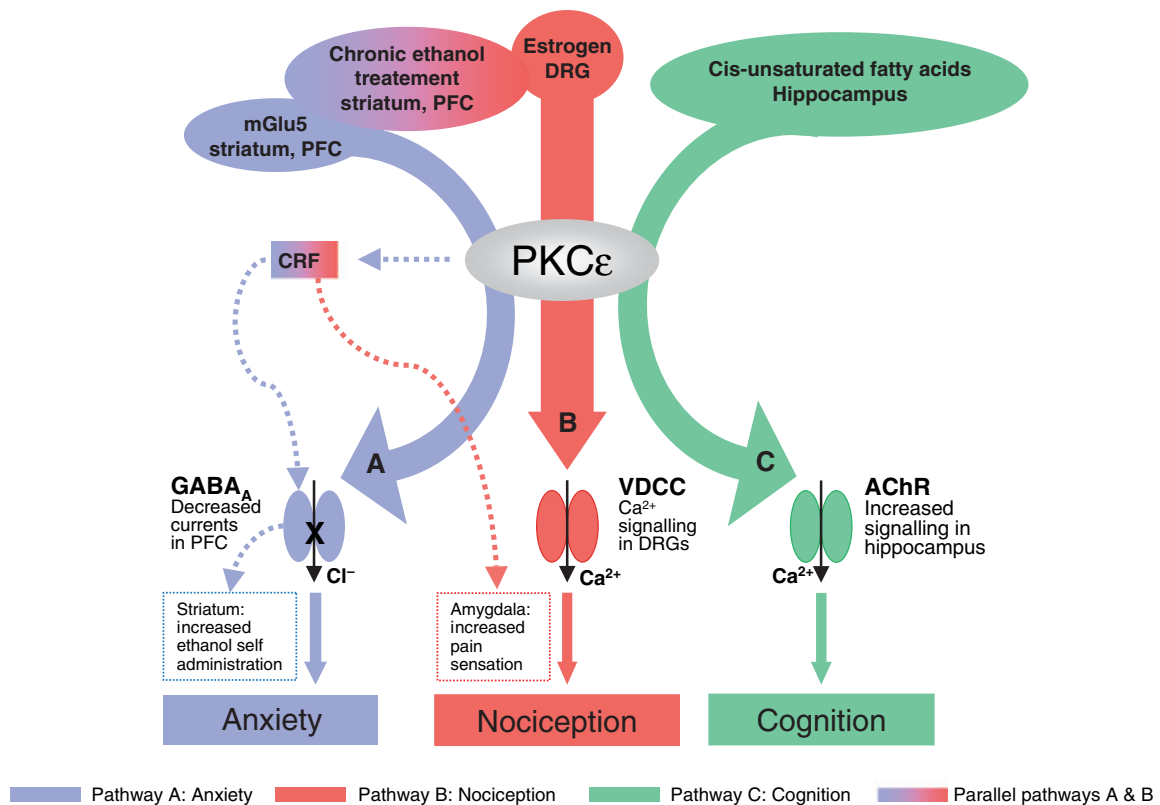 Chronic ethanol
treatement
striatum, PFC
Estrogen
DRG
Cis-unsaturated fatty acids
Hippocampus
mGlu5
striatum, PFC
PKCε
CRF
A
B
C
GABA_A
Decreased
currents
in PFC
X
Cl⁻
VDCC
Ca²⁺
signalling
in DRGs
Ca²⁺
AChR
Increased
signalling in
hippocampus
Ca²⁺
Striatum:
increased
ethanol self
administration
Amygdala:
increased
pain
sensation
Anxiety
Nociception
Cognition
Pathway A: Anxiety
Pathway B: Nociception
Pathway C: Cognition
Parallel pathways A & B